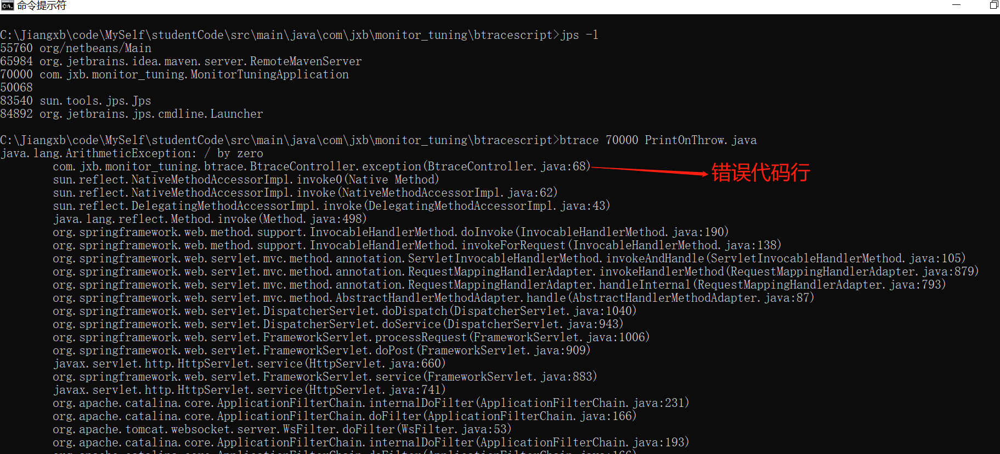 命令提示符
C:\Jiangxb\code\MySelf\studentCode\src\main\java\com\jxb\monitor_tuning\btracescript>jps -l
55760 org/netbeans/Main
65984 org.jetbrains.idea.maven.server.RemoteMavenServer
70000 com.jxb.monitor_tuning.MonitorTuningApplication
50068
83540 sun.tools.jps.Jps
84892 org.jetbrains.jps.cmdline.Launcher
C:\Jiangxb\code\MySelf\studentCode\src\main\java\com\jxb\monitor_tuning\btracescript>btrace 70000 PrintOnThrow.java
java.lang.ArithmeticException: / by zero
com.jxb.monitor_tuning.btrace.BtraceController.exception(BtraceController.java:68)
错误代码行
sun.reflect.NativeMethodAccessorImpl.invoke0(Native Method)
sun.reflect.NativeMethodAccessorImpl.invoke(NativeMethodAccessorImpl.java:62)
sun.reflect.DelegatingMethodAccessorImpl.invoke(DelegatingMethodAccessorImpl.java:43)
java.lang.reflect.Method.invoke(Method.java:498)
org.springframework.web.method.support.InvocableHandlerMethod.doInvoke(InvocableHandlerMethod.java:190)
org.springframework.web.method.support.InvocableHandlerMethod.invokeForRequest(InvocableHandlerMethod.java:138)
org.springframework.web.servlet.mvc.method.annotation.ServletInvocableHandlerMethod.invokeAndHandle(ServletInvocableHandlerMethod.java:105)
org.springframework.web.servlet.mvc.method.annotation.RequestMappingHandlerAdapter.invokeHandlerMethod(RequestMappingHandlerAdapter.java:879)
org.springframework.web.servlet.mvc.method.annotation.RequestMappingHandlerAdapter.handleInternal(RequestMappingHandlerAdapter.java:793)
org.springframework.web.servlet.mvc.method.AbstractHandlerMethodAdapter.handle(AbstractHandlerMethodAdapter.java:87)
org.springframework.web.servlet.DispatcherServlet.doDispatch(DispatcherServlet.java:1040)
org.springframework.web.servlet.DispatcherServlet.doService(DispatcherServlet.java:943)
org.springframework.web.servlet.FrameworkServlet.processRequest(FrameworkServlet.java:1006)
org.springframework.web.servlet.FrameworkServlet.doPost(FrameworkServlet.java:909)
javax.servlet.http.HttpServlet.service(HttpServlet.java:660)
org.springframework.web.servlet.FrameworkServlet.service(FrameworkServlet.java:883)
javax.servlet.http.HttpServlet.service(HttpServlet.java:741)
org.apache.catalina.core.ApplicationFilterChain.internalDoFilter(ApplicationFilterChain.java:231)
org.apache.catalina.core.ApplicationFilterChain.doFilter(ApplicationFilterChain.java:166)
org.apache.tomcat.websocket.server.WsFilter.doFilter(WsFilter.java:53)
org.apache.catalina.core.ApplicationFilterChain.internalDoFilter(ApplicationFilterChain.java:193)